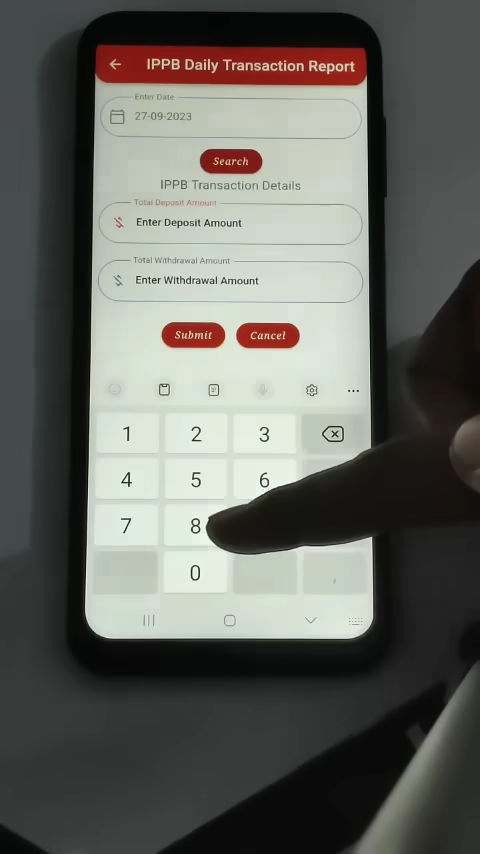 IPPB Daily Transaction Report
Enter Date
27-09-2023
Search
IPPB Transaction Details
Total Deposit Amount
Enter Deposit Amount
Total Withdrawal Amount
Enter Withdrawal Amount
Submit Cancel
1 2 3
4 5 6
7 8
0 ,